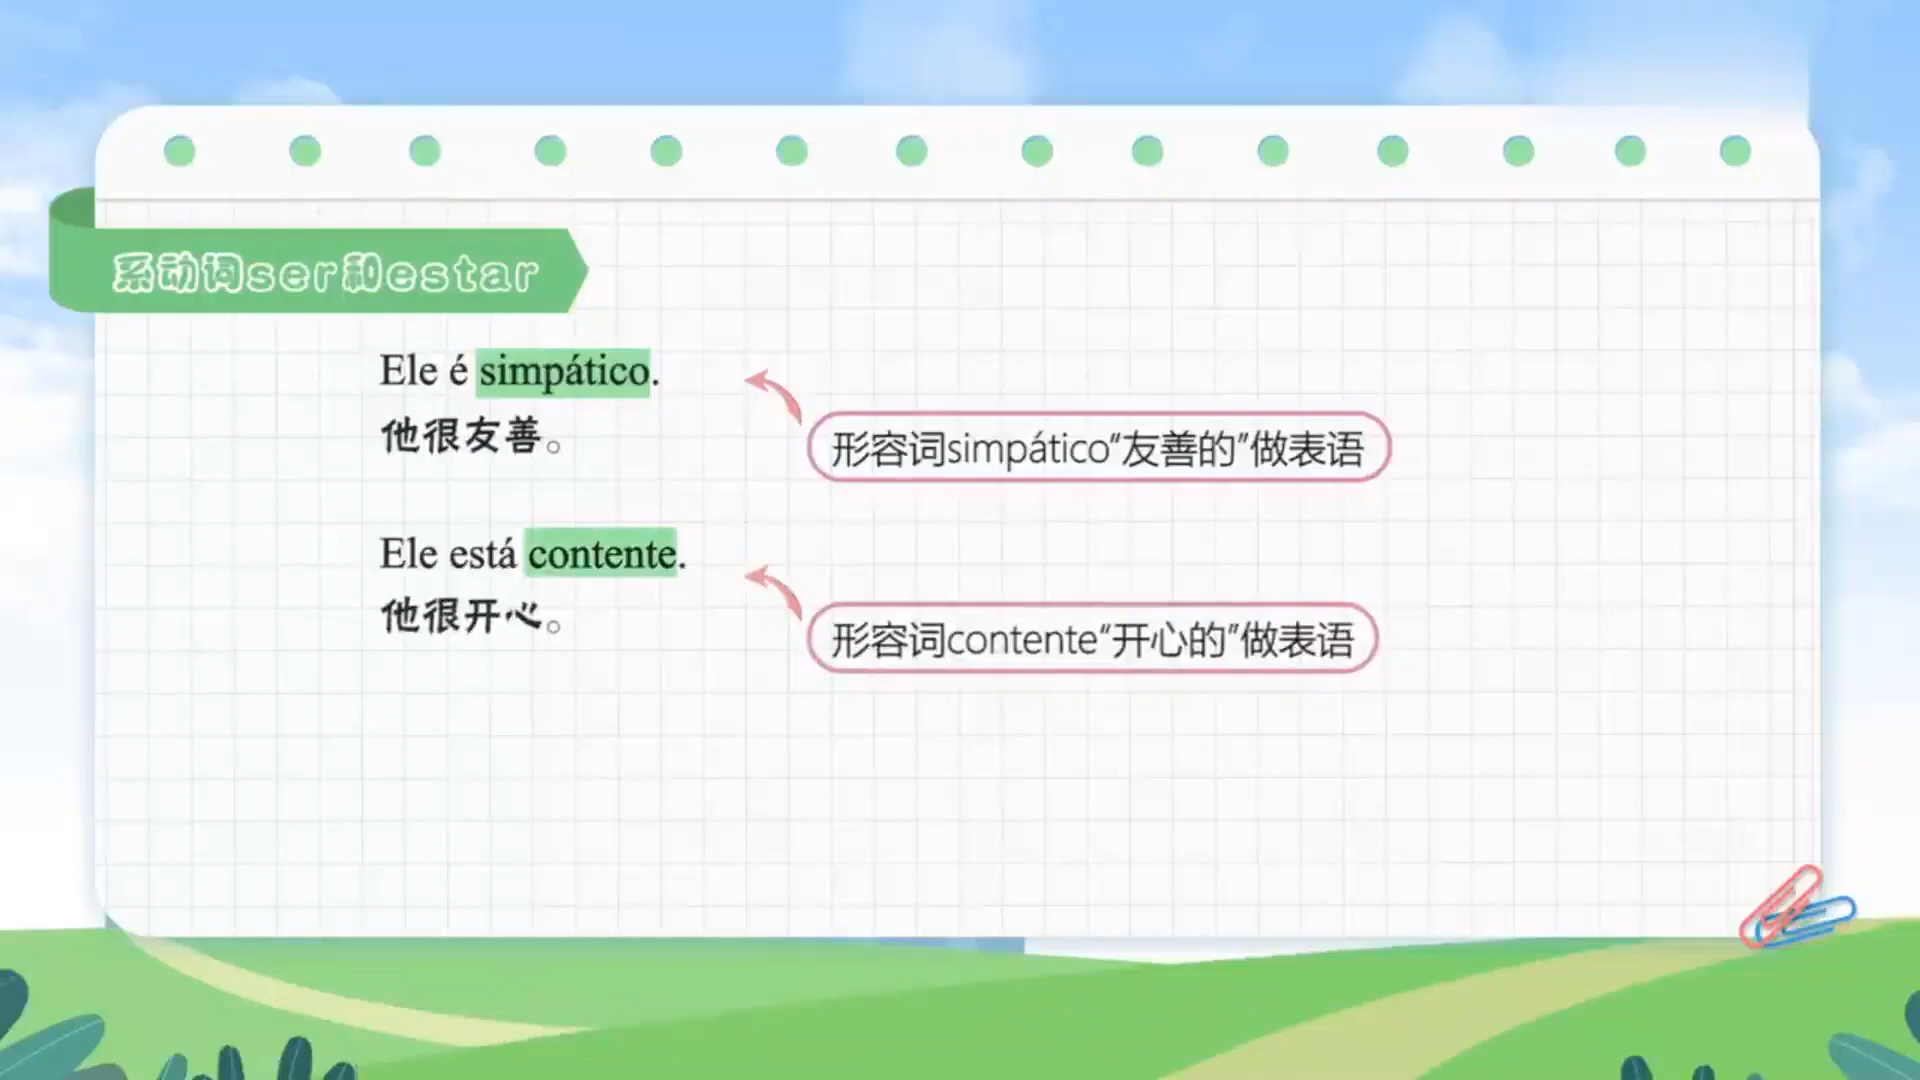 系动词ser和estar
Ele é simpático.
他很友善。
形容词simpático“友善的”做表语
Ele está contente.
他很开心。
形容词contente“开心的”做表语